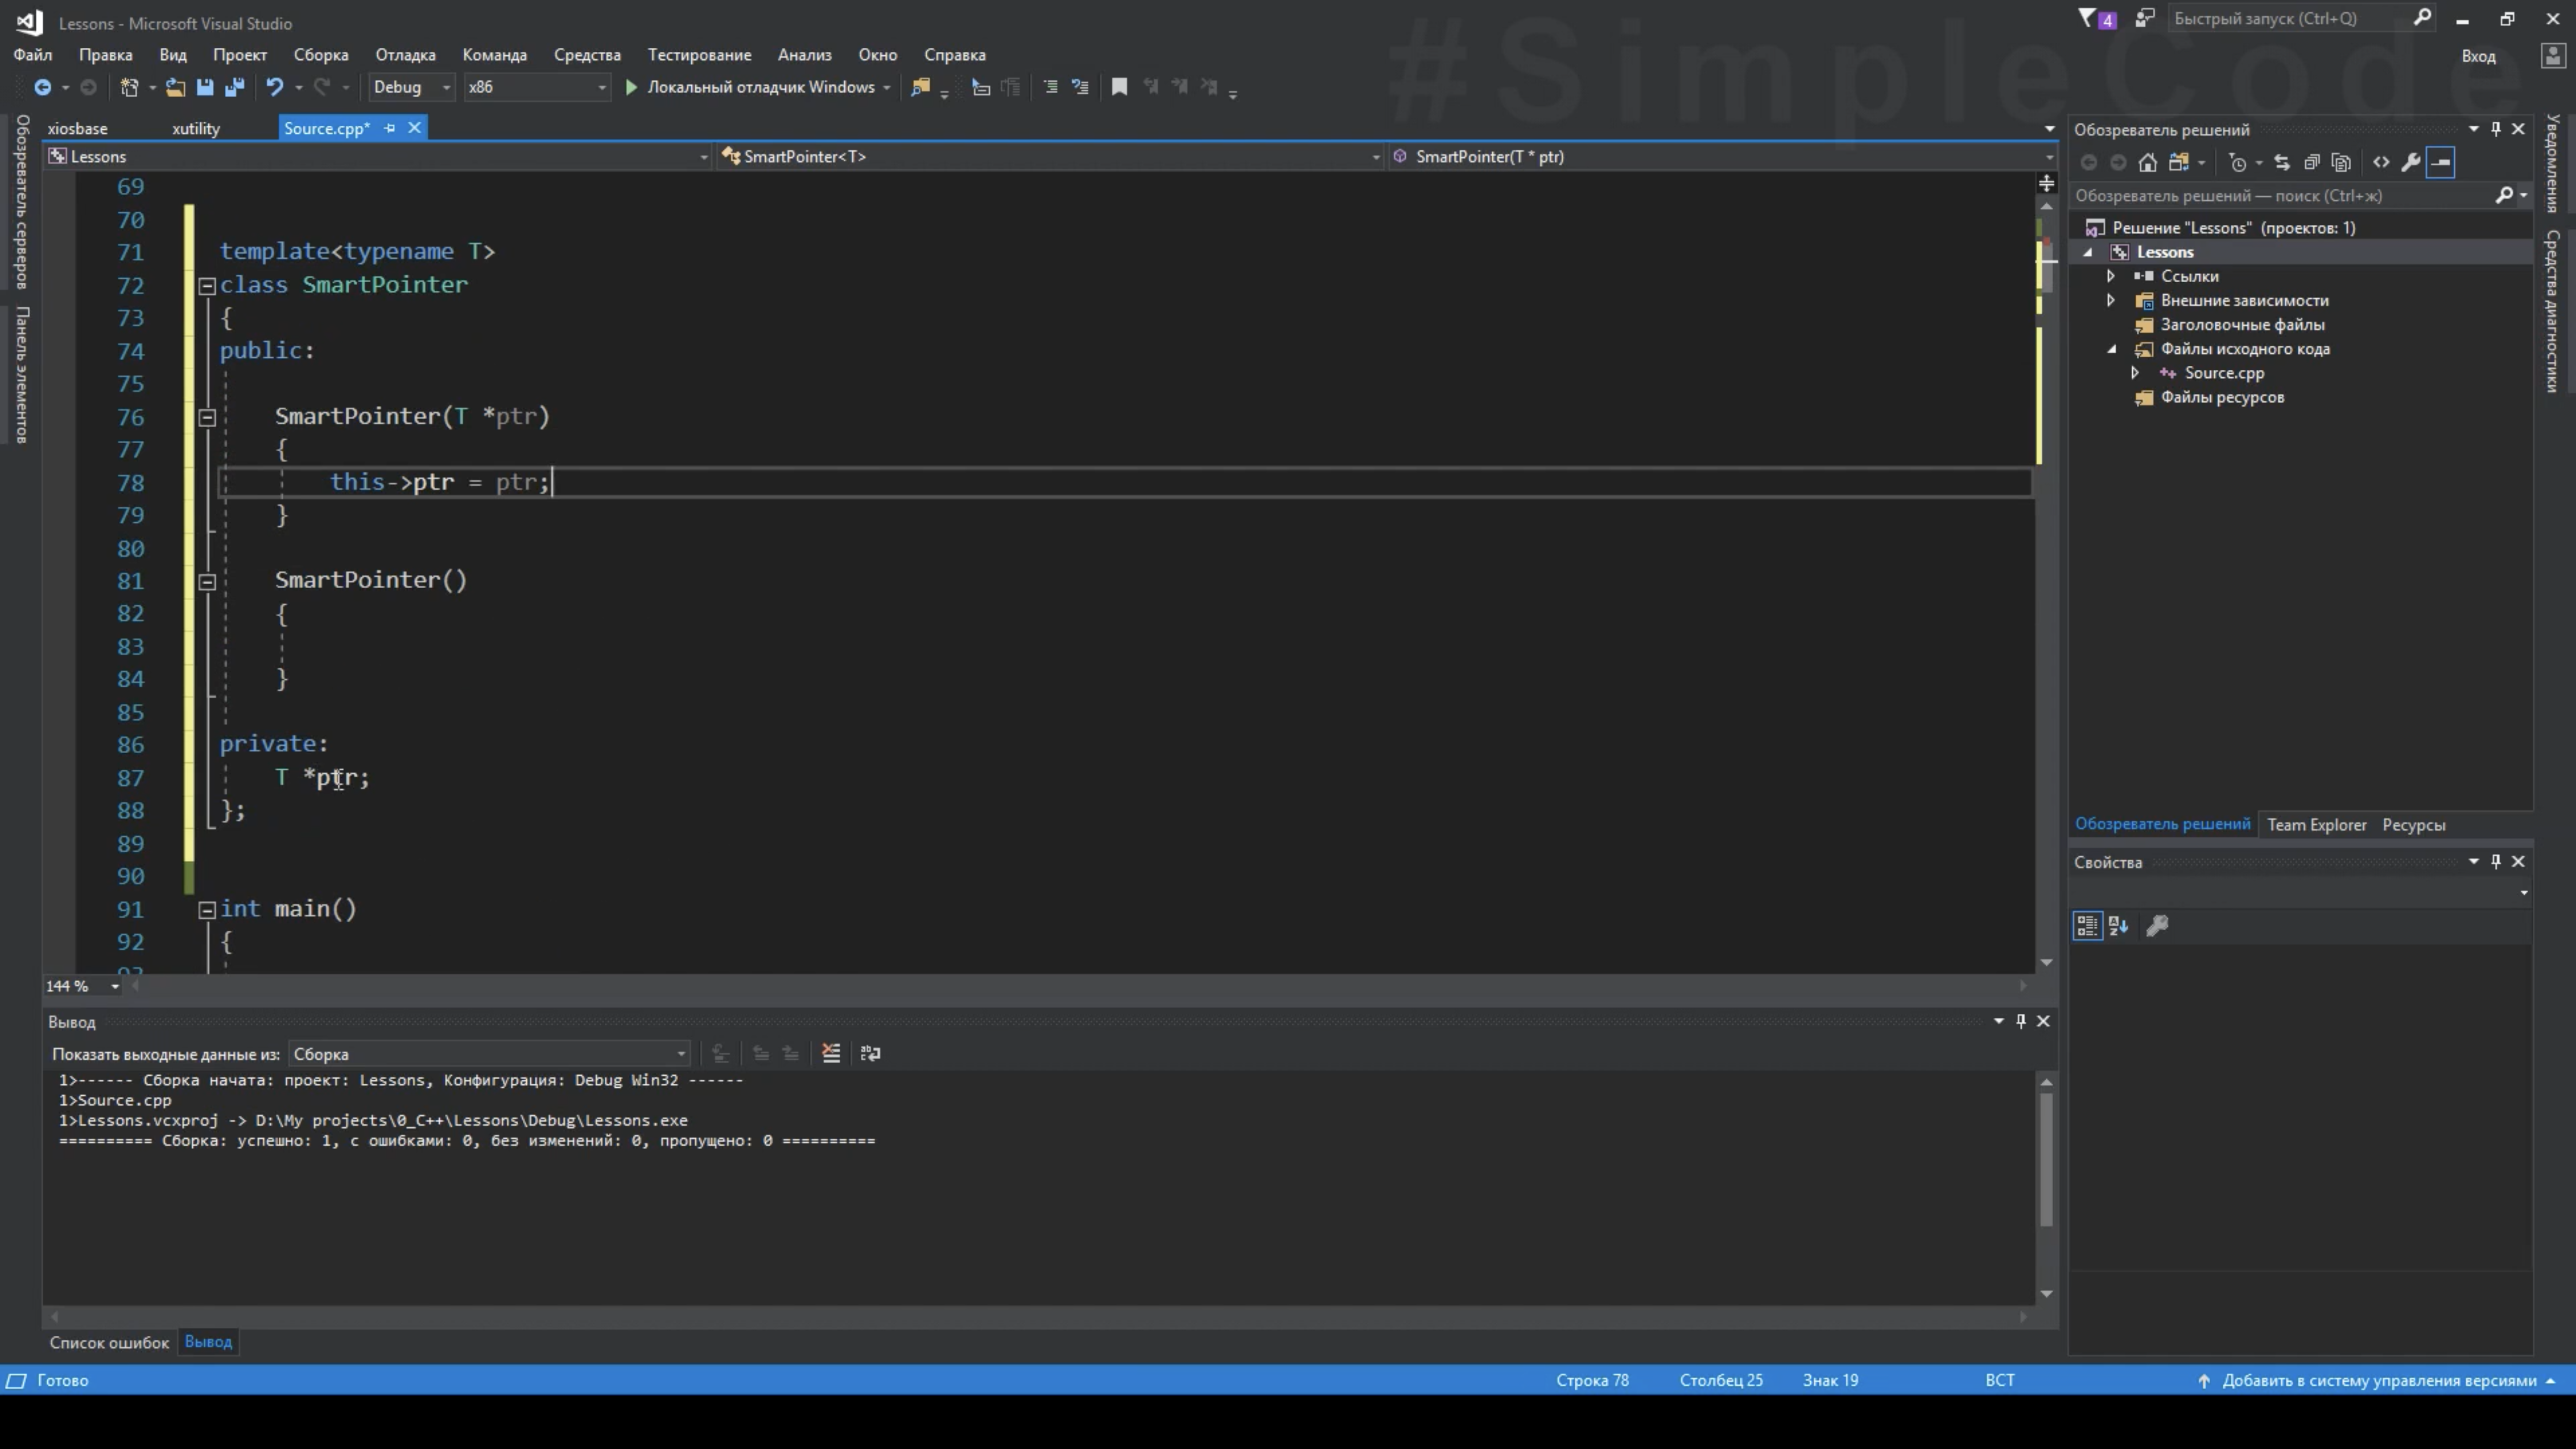 Lessons - Microsoft Visual Studio
#SimpleCode
4
Быстрый запуск (Ctrl+Q)
Файл Правка Вид Проект Сборка Отладка Команда Средства Тестирование Анализ Окно Справка
Вход
Debug x86 Локальный отладчик Windows
xiosbase xutility Source.cpp*
Lessons SmartPointer<T> SmartPointer(T * ptr)
Обозреватель серверов
Панель элементов
69
70
71 template<typename T>
72 class SmartPointer
73 {
74 public:
75
76 SmartPointer(T *ptr)
77 {
78 this->ptr = ptr;
79 }
80
81 SmartPointer()
82 {
83
84 }
85
86 private:
87 T *ptr;
88 };
89
90
91 int main()
92 {
93
144 %
Вывод
Показать выходные данные из: Сборка
1>------ Сборка начата: проект: Lessons, Конфигурация: Debug Win32 ------
1>Source.cpp
1>Lessons.vcxproj -> D:\My projects\0_C++\Lessons\Debug\Lessons.exe
========== Сборка: успешно: 1, с ошибками: 0, без изменений: 0, пропущено: 0 ==========
Список ошибок Вывод
Обозреватель решений
Обозреватель решений — поиск (Ctrl+ж)
Решение "Lessons" (проектов: 1)
Lessons
Ссылки
Внешние зависимости
Заголовочные файлы
Файлы исходного кода
Source.cpp
Файлы ресурсов
Обозреватель решений Team Explorer Ресурсы
Свойства
Уведомления
Средства диагностики
Готово Строка 78 Столбец 25 Знак 19 ВСТ Добавить в систему управления версиями